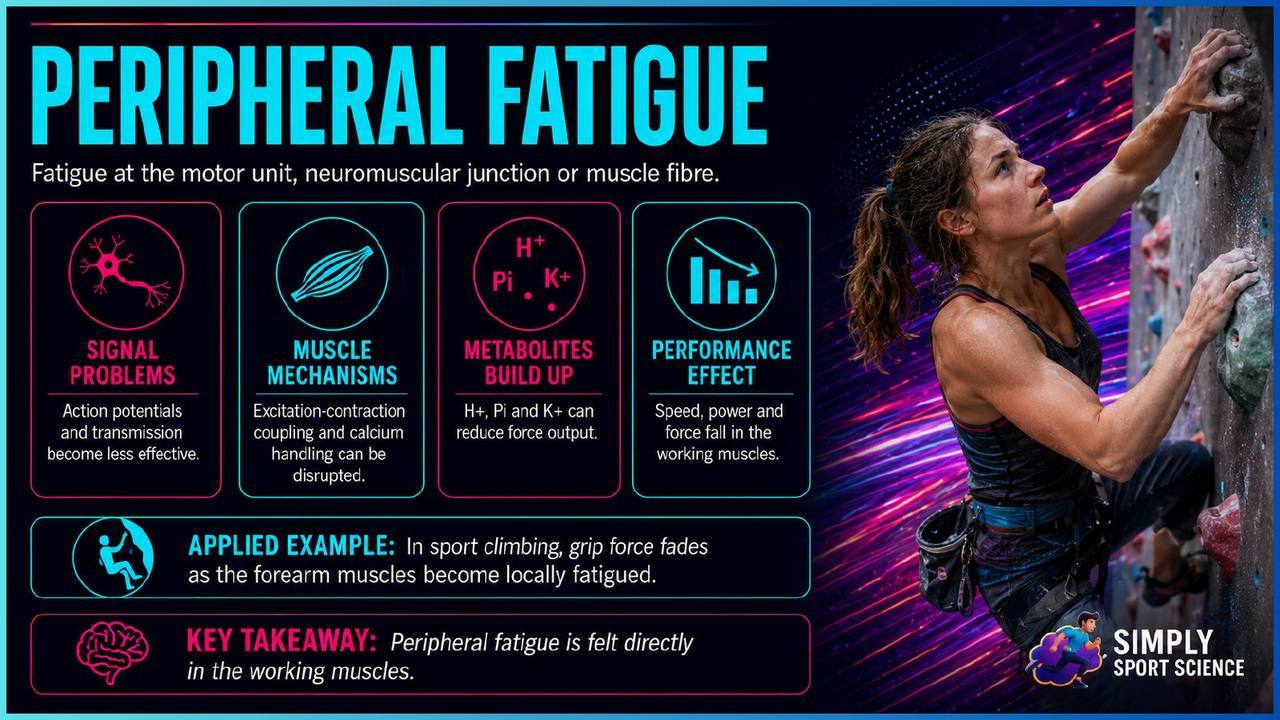 PERIPHERAL FATIGUE
Fatigue at the motor unit, neuromuscular junction or muscle fibre.
SIGNAL
PROBLEMS
Action potentials
and transmission
become less effective.
MUSCLE
MECHANISMS
Excitation-contraction
coupling and calcium
handling can be
disrupted.
H+
Pi K+
METABOLITES
BUILD UP
H+, Pi and K+ can
reduce force output.
PERFORMANCE
EFFECT
Speed, power and
force fall in the
working muscles.
APPLIED EXAMPLE: In sport climbing, grip force fades
as the forearm muscles become locally fatigued.
KEY TAKEAWAY: Peripheral fatigue is felt directly
in the working muscles.
SIMPLY
SPORT SCIENCE